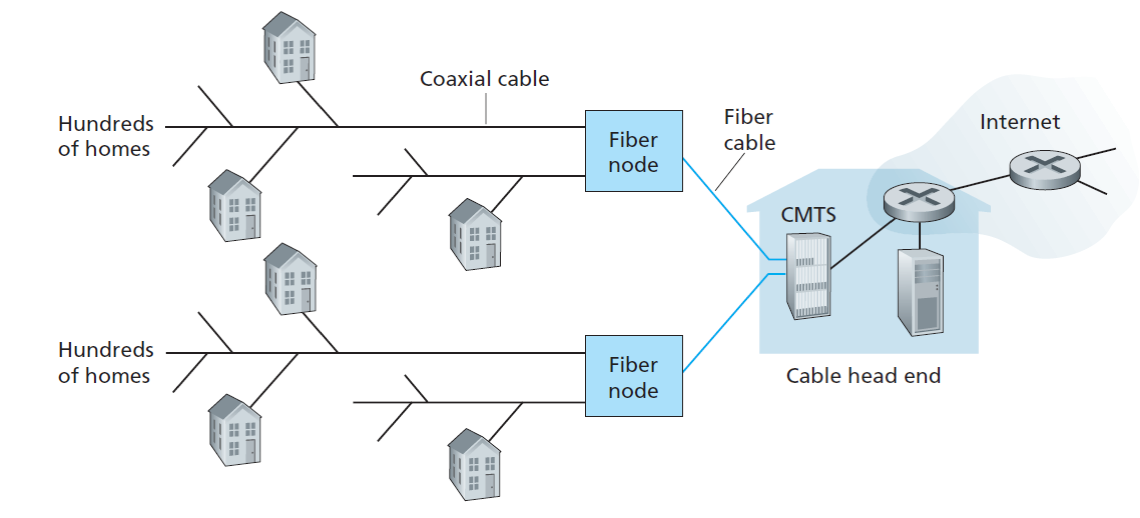 Coaxial cable
Hundreds
of homes
Fiber
node
Fiber
cable
Internet
CMTS
Hundreds
of homes
Fiber
node
Cable head end